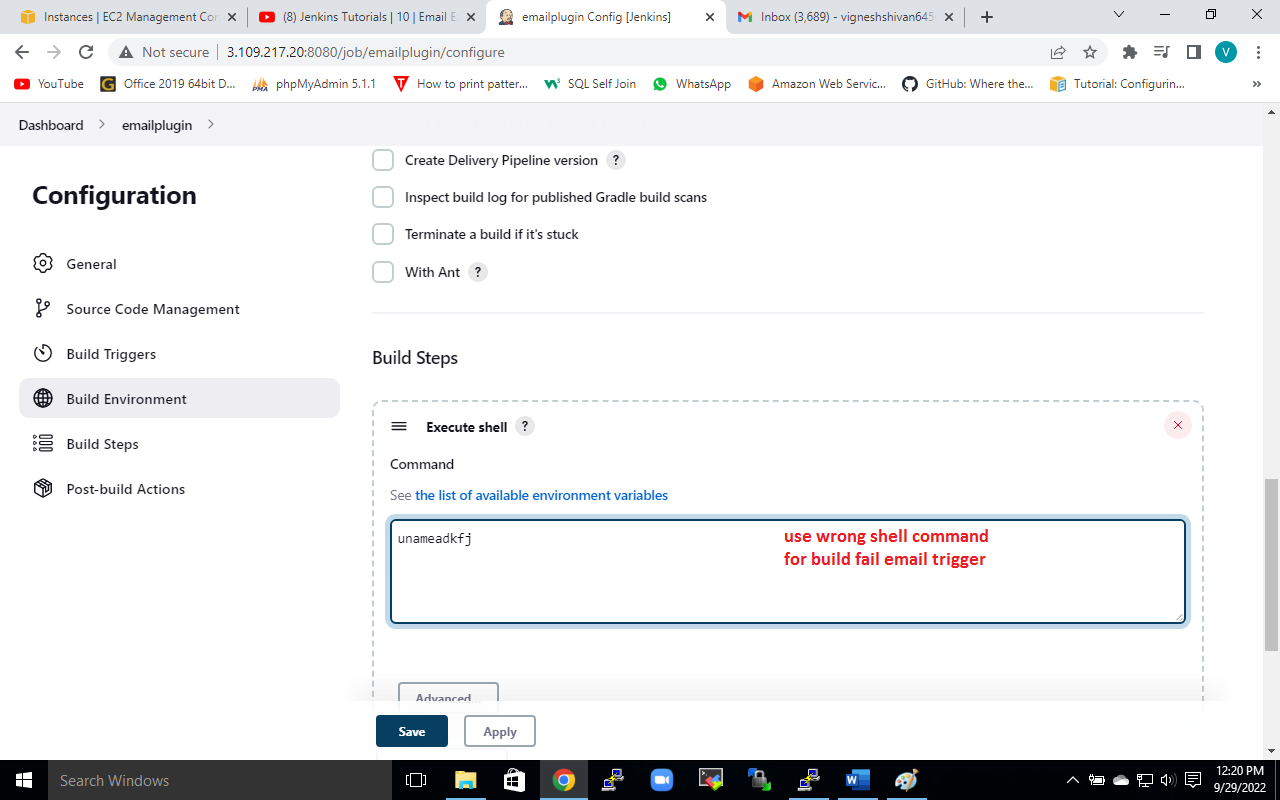 Instances | EC2 Management Con
(8) Jenkins Tutorials | 10 | Email E
emailplugin Config [Jenkins]
Inbox (3,689) - vigneshshivan645
Not secure
3.109.217.20:8080/job/emailplugin/configure
V
YouTube
Office 2019 64bit D...
phpMyAdmin 5.1.1
How to print patter...
SQL Self Join
WhatsApp
Amazon Web Servic...
GitHub: Where the...
Tutorial: Configurin...
»
Dashboard
emailplugin
Configuration
General
Source Code Management
Build Triggers
Build Environment
Build Steps
Post-build Actions
Create Delivery Pipeline version ?
Inspect build log for published Gradle build scans
Terminate a build if it's stuck
With Ant ?
Build Steps
Execute shell ?
Command
See the list of available environment variables
unameadkfj
use wrong shell command
for build fail email trigger
Advanced...
Save
Apply
Search Windows
12:20 PM
9/29/2022